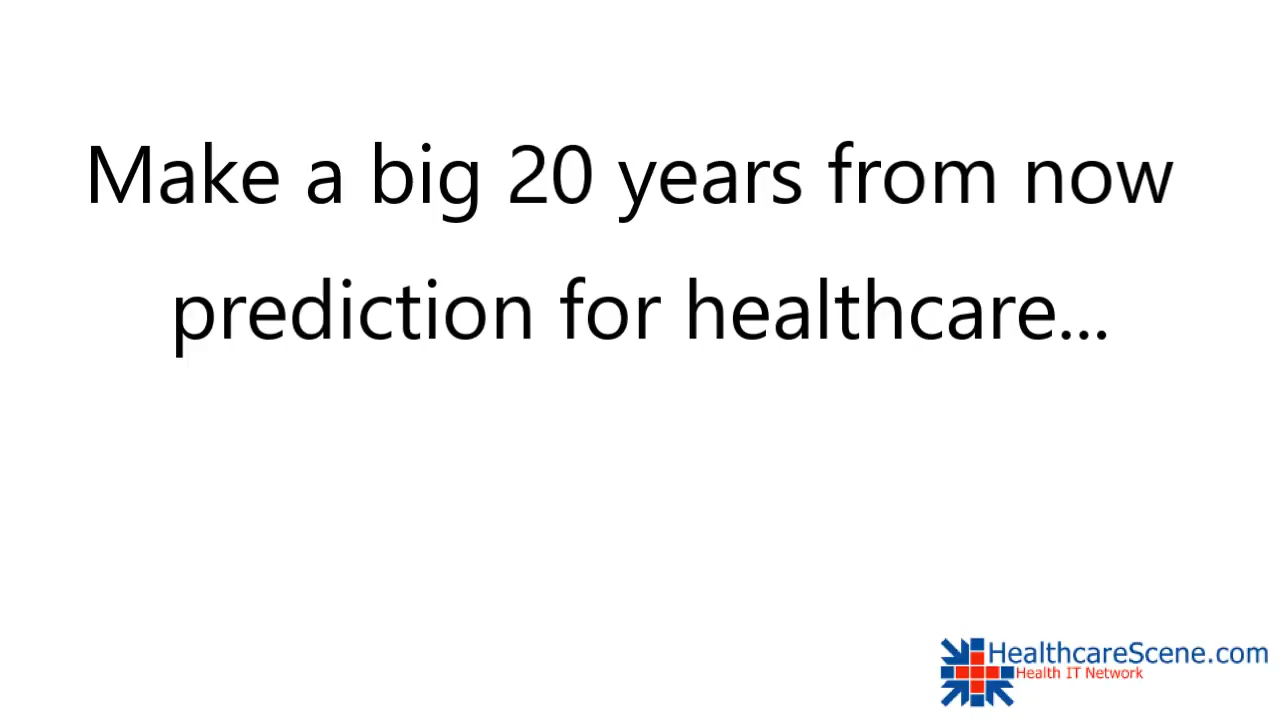 Make a big 20 years from now
prediction for healthcare...
HealthcareScene.com
Health IT Network